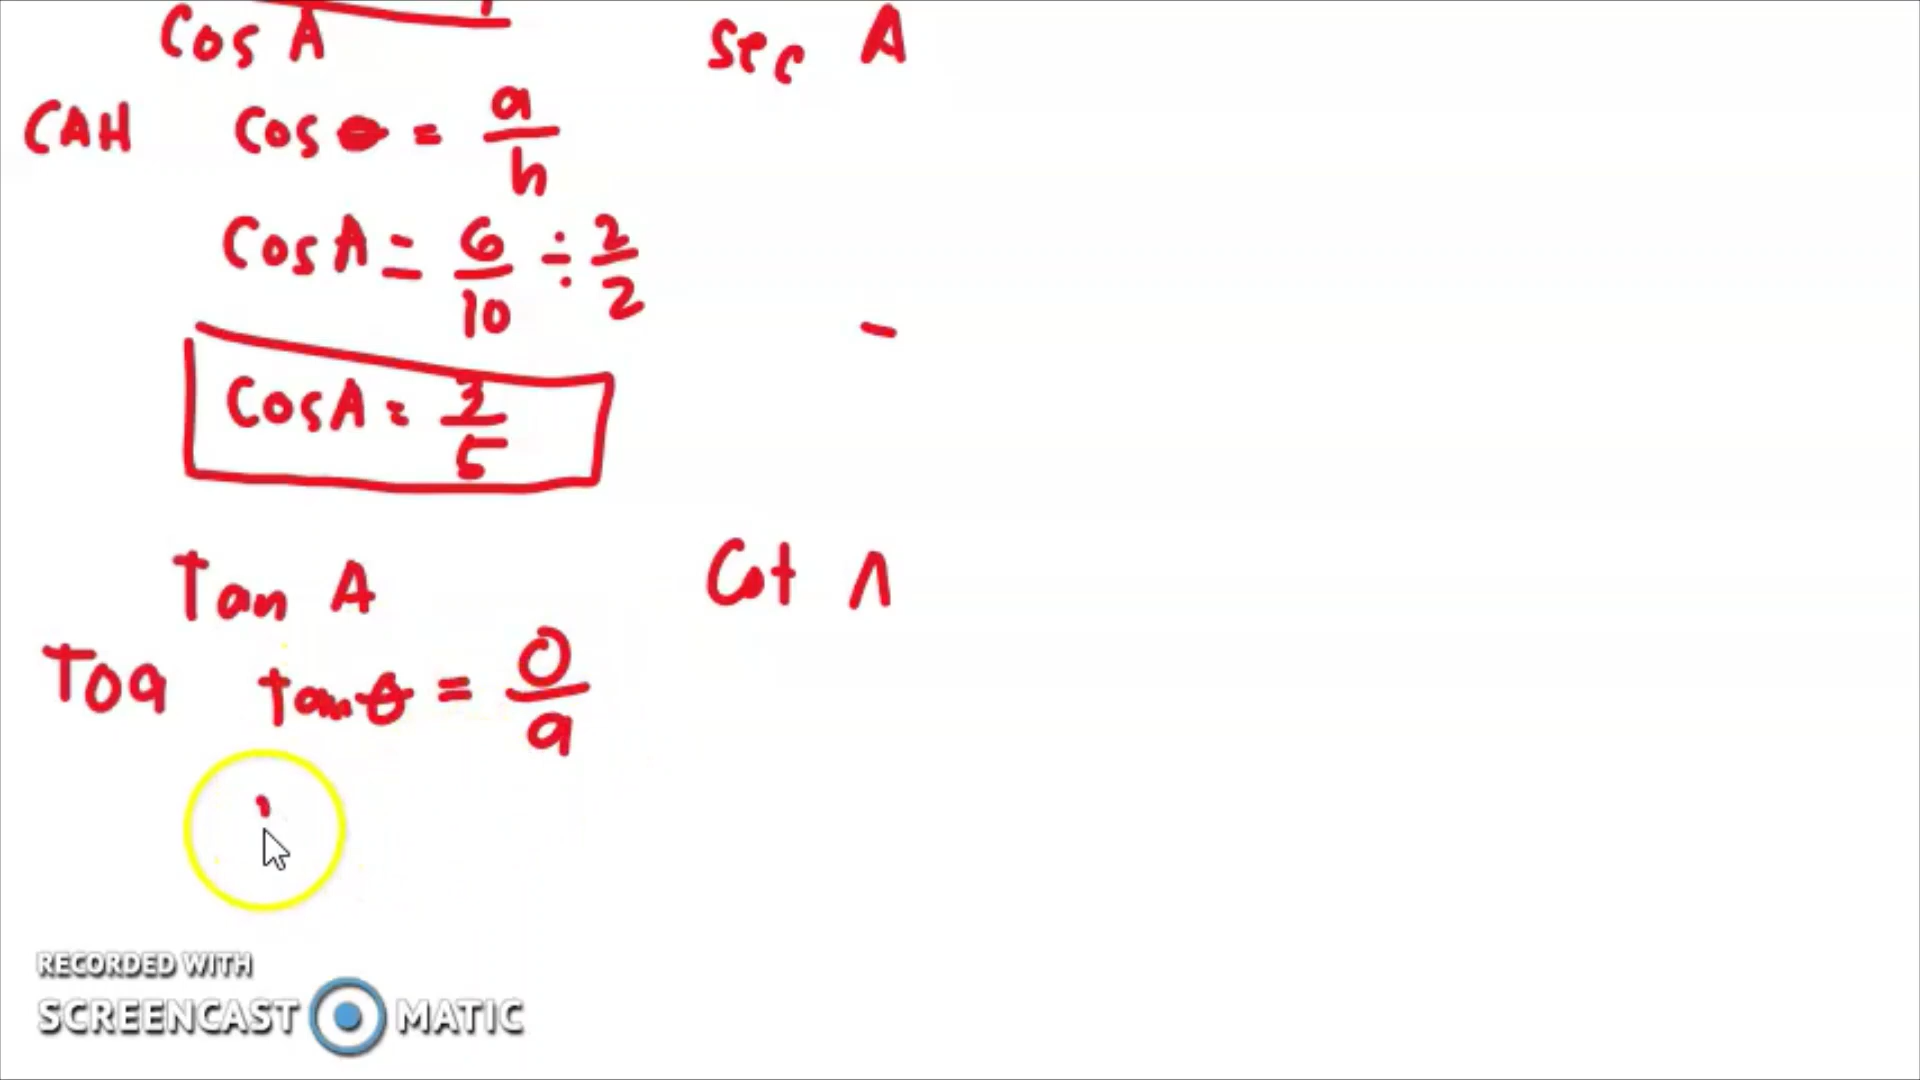 Cos A sec A
CAH Cos θ = a/h
Cos A = 6/10 ÷ 2/2
Cos A = 3/5
Tan A Cot A
TOA tan θ = O/a
RECORDED WITH
SCREENCAST MATIC